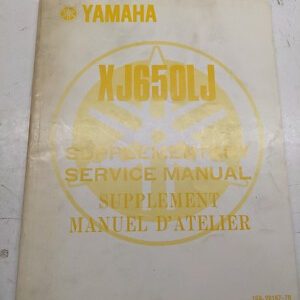 YAMAHA
XJ650LJ
SUPPLEMENTARY
SERVICE MANUAL
SUPPLEMENT
MANUEL D'ATELIER